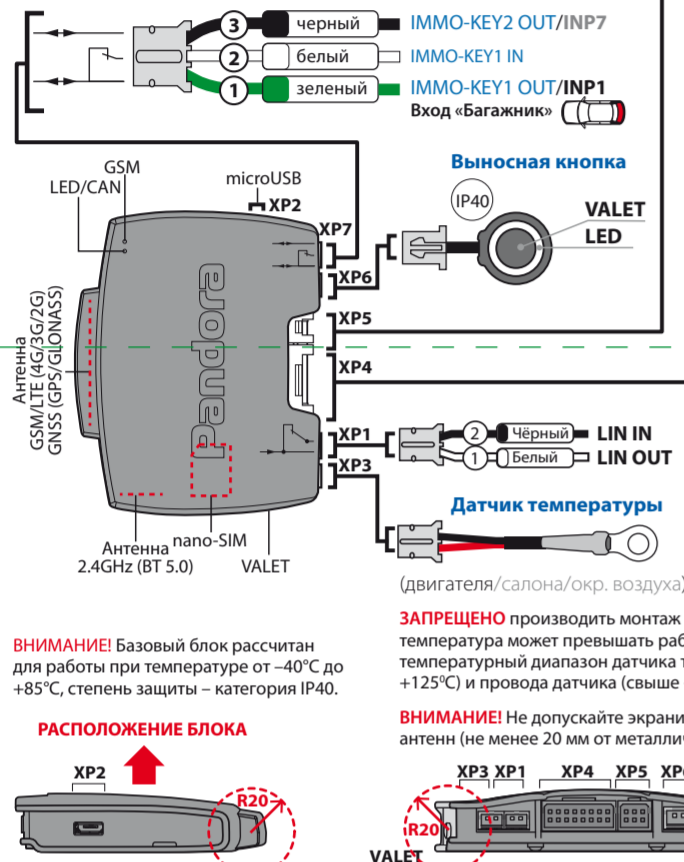 3 черный IMMO-KEY2 OUT/INP7
2 белый IMMO-KEY1 IN
1 зеленый IMMO-KEY1 OUT/INP1
Вход «Багажник»
Выносная кнопка
IP40
VALET
LED
GSM
LED/CAN
microUSB
XP2
XP7
XP6
XP5
XP4
XP1
XP3
pandora
Антенна
GSM/LTE (4G/3G/2G)
GNSS (GPS/GLONASS)
2 Чёрный LIN IN
1 Белый LIN OUT
Датчик температуры
(двигателя/салона/окр. воздуха)
Антенна
2.4GHz (BT 5.0)
nano-SIM
VALET
ВНИМАНИЕ! Базовый блок рассчитан
для работы при температуре от –40°С до
+85°С, степень защиты – категория IP40.
ЗАПРЕЩЕНО производить монтаж
температура может превышать раб
температурный диапазон датчика т
+125⁰С) и провода датчика (свыше
ВНИМАНИЕ! Не допускайте экрани
антенн (не менее 20 мм от металлич
РАСПОЛОЖЕНИЕ БЛОКА
XP2
R20
XP3 XP1 XP4 XP5 XP6
R20
VALET